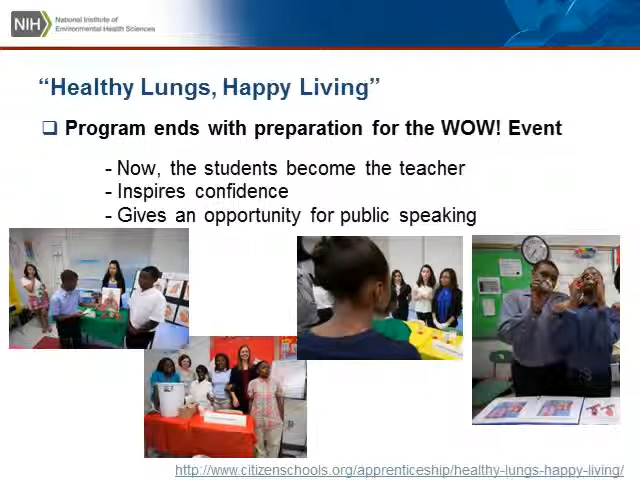 NIH
National Institute of
Environmental Health Sciences
“Healthy Lungs, Happy Living”
Program ends with preparation for the WOW! Event
- Now, the students become the teacher
- Inspires confidence
- Gives an opportunity for public speaking
http://www.citizenschools.org/apprenticeship/healthy-lungs-happy-living/